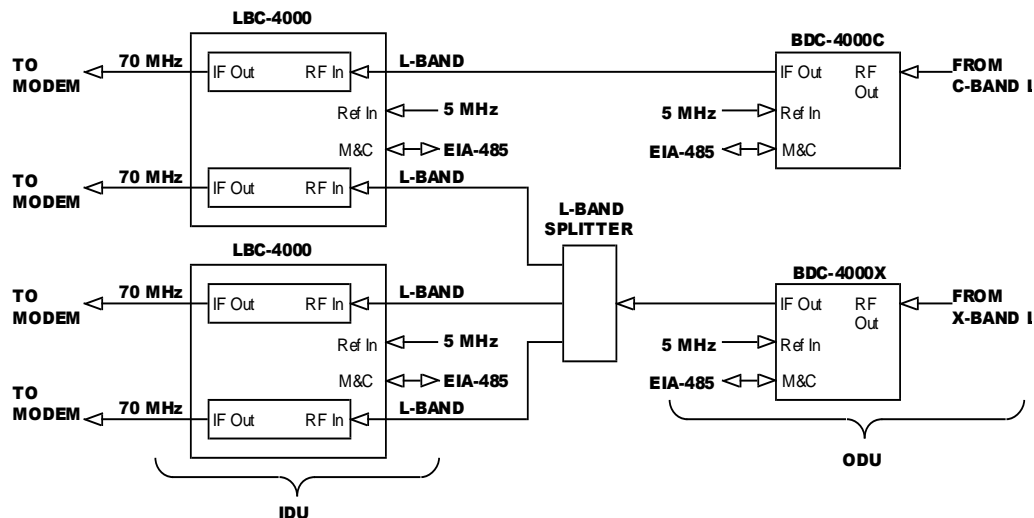 LBC-4000
BDC-4000C
TO
MODEM
70 MHz
IF Out
RF In
L-BAND
IF Out
RF
Out
FROM
C-BAND L
Ref In
5 MHz
5 MHz
Ref In
M&C
EIA-485
EIA-485
M&C
TO
MODEM
70 MHz
IF Out
RF In
L-BAND
L-BAND
SPLITTER
LBC-4000
BDC-4000X
TO
MODEM
70 MHz
IF Out
RF In
L-BAND
IF Out
RF
Out
FROM
X-BAND L
Ref In
5 MHz
5 MHz
Ref In
M&C
EIA-485
EIA-485
M&C
TO
MODEM
70 MHz
IF Out
RF In
L-BAND
ODU
IDU